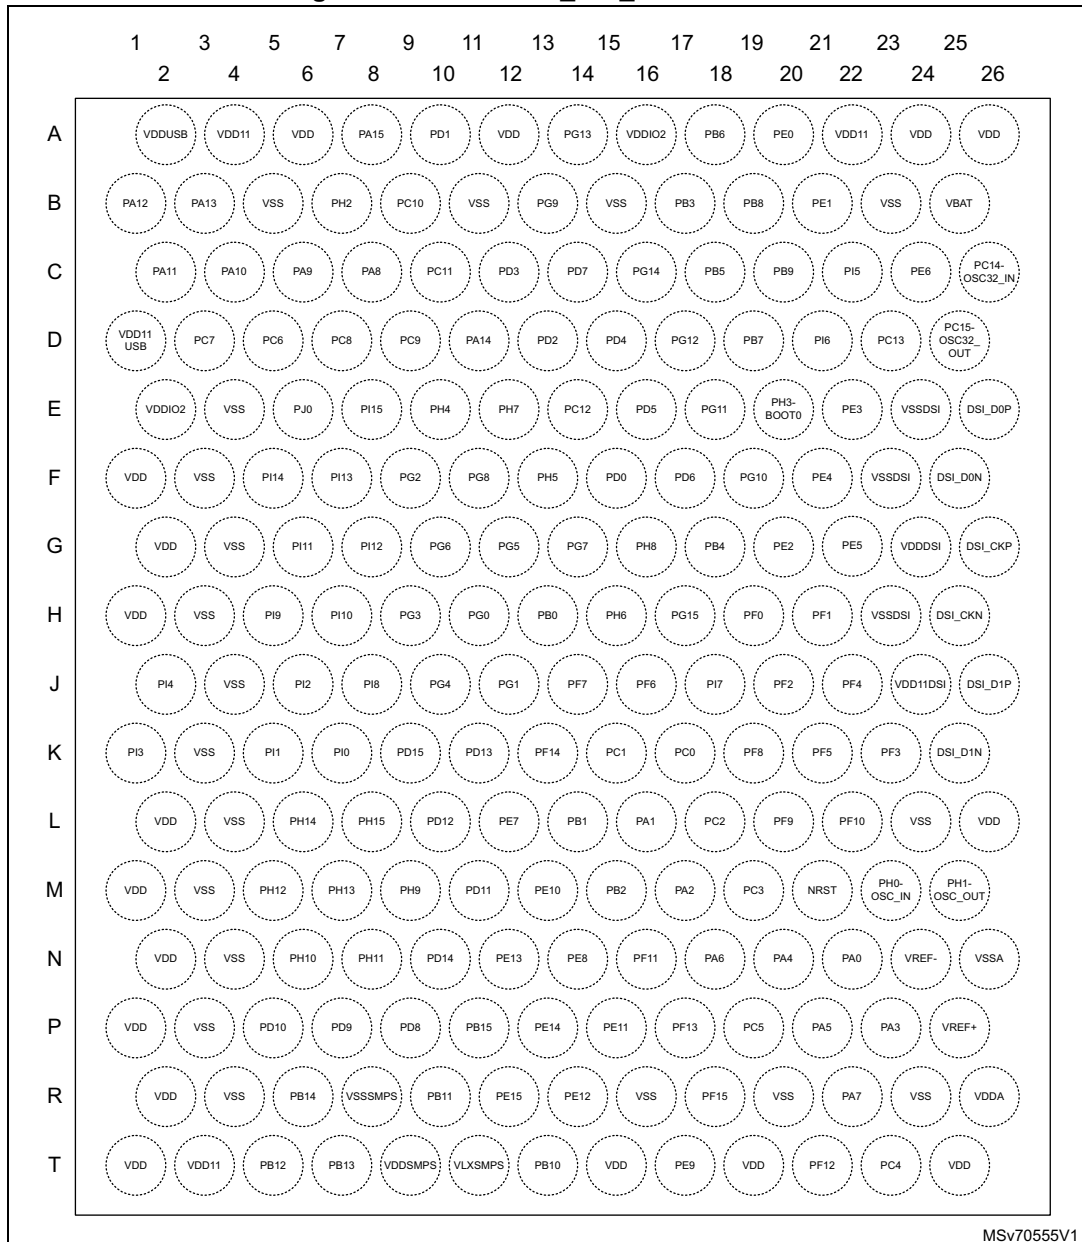 1 3 5 7 9 11 13 15 17 19 21 23 25
2 4 6 8 10 12 14 16 18 20 22 24 26
A VDDUSB VDD11 VDD PA15 PD1 VDD PG13 VDDIO2 PB6 PE0 VDD11 VDD VDD
B PA12 PA13 VSS PH2 PC10 VSS PG9 VSS PB3 PB8 PE1 VSS VBAT
C PA11 PA10 PA9 PA8 PC11 PD3 PD7 PG14 PB5 PB9 PI5 PE6 PC14-OSC32_IN
D VDD11 USB PC7 PC6 PC8 PC9 PA14 PD2 PD4 PG12 PB7 PI6 PC13 PC15-OSC32_OUT
E VDDIO2 VSS PJ0 PI15 PH4 PH7 PC12 PD5 PG11 PH3-BOOT0 PE3 VSSDSI DSI_D0P
F VDD VSS PI14 PI13 PG2 PG8 PH5 PD0 PD6 PG10 PE4 VSSDSI DSI_D0N
G VDD VSS PI11 PI12 PG6 PG5 PG7 PH8 PB4 PE2 PE5 VDDDSI DSI_CKP
H VDD VSS PI9 PI10 PG3 PG0 PB0 PH6 PG15 PF0 PF1 VSSDSI DSI_CKN
J PI4 VSS PI2 PI8 PG4 PG1 PF7 PF6 PI7 PF2 PF4 VDD11DSI DSI_D1P
K PI3 VSS PI1 PI0 PD15 PD13 PF14 PC1 PC0 PF8 PF5 PF3 DSI_D1N
L VDD VSS PH14 PH15 PD12 PE7 PB1 PA1 PC2 PF9 PF10 VSS VDD
M VDD VSS PH12 PH13 PH9 PD11 PE10 PB2 PA2 PC3 NRST PH0-OSC_IN PH1-OSC_OUT
N VDD VSS PH10 PH11 PD14 PE13 PE8 PF11 PA6 PA4 PA0 VREF- VSSA
P VDD VSS PD10 PD9 PD8 PB15 PE14 PE11 PF13 PC5 PA5 PA3 VREF+
R VDD VSS PB14 VSSSMPS PB11 PE15 PE12 VSS PF15 VSS PA7 VSS VDDA
T VDD VDD11 PB12 PB13 VDDSMPS VLXSMPS PB10 VDD PE9 VDD PF12 PC4 VDD
MSv70555V1